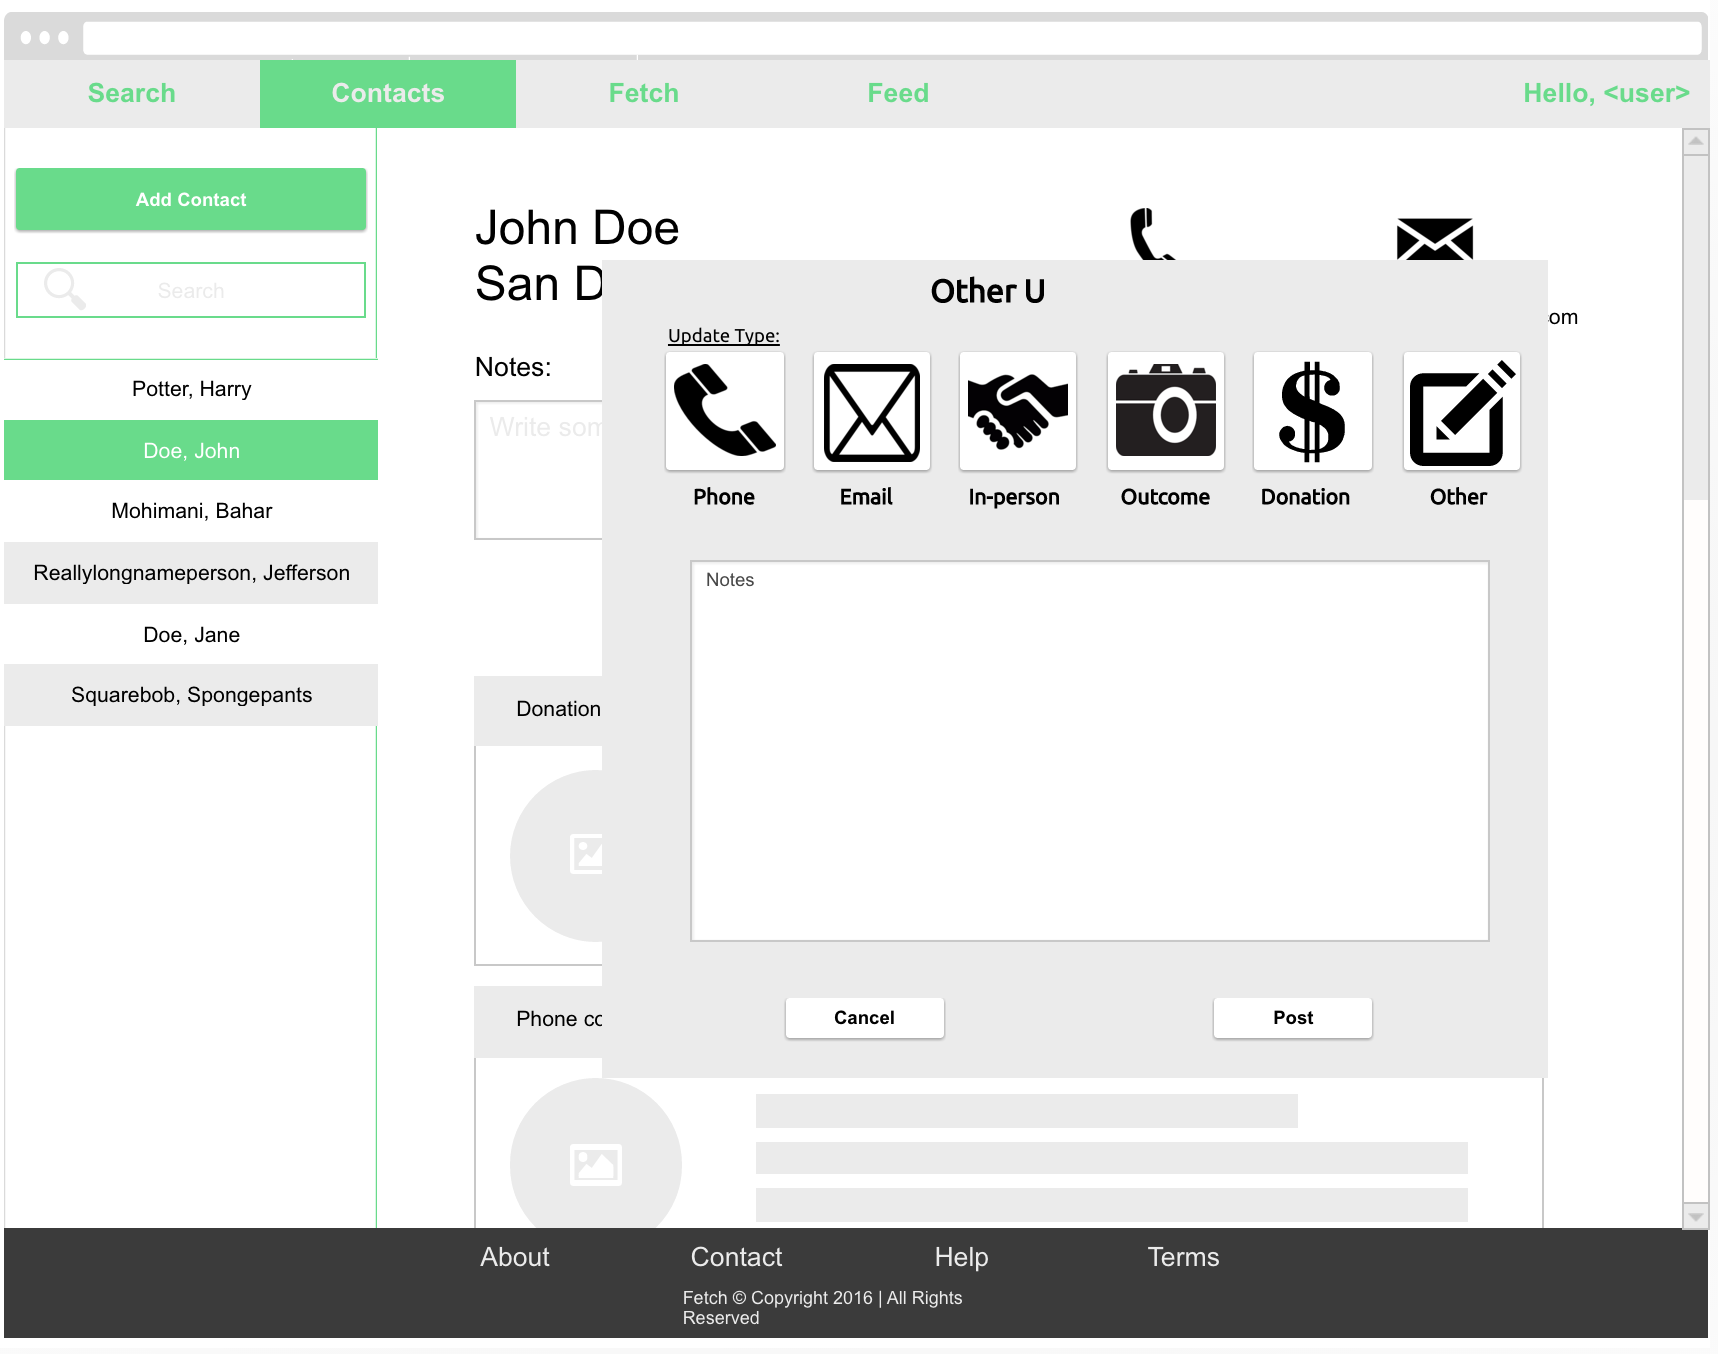 Search
Contacts
Fetch
Feed
Hello, <user>
Add Contact
Search
Potter, Harry
Doe, John
Mohimani, Bahar
Reallylongnameperson, Jefferson
Doe, Jane
Squarebob, Spongepants
John Doe
San D
com
Notes:
Write som
Donation
Phone co
Other U
Update Type:
Phone
Email
In-person
Outcome
Donation
Other
Notes
Cancel
Post
About
Contact
Help
Terms
Fetch © Copyright 2016 | All Rights
Reserved